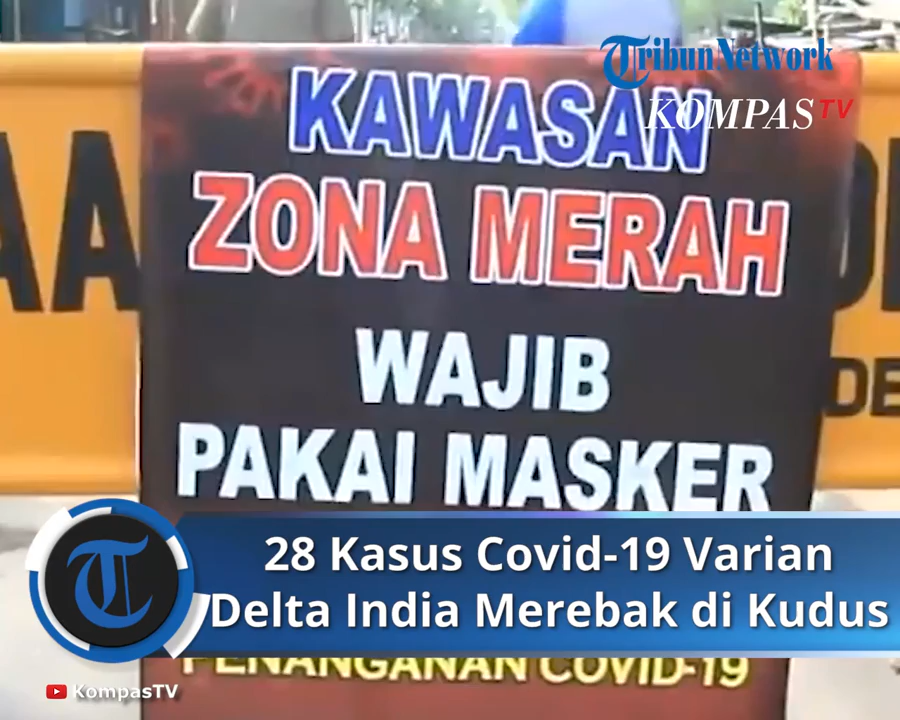 Tribun Network
KOMPAS TV
KAWASAN
ZONA MERAH
WAJIB
PAKAI MASKER
28 Kasus Covid-19 Varian
Delta India Merebak di Kudus
PENANGANAN COVID-19
KompasTV